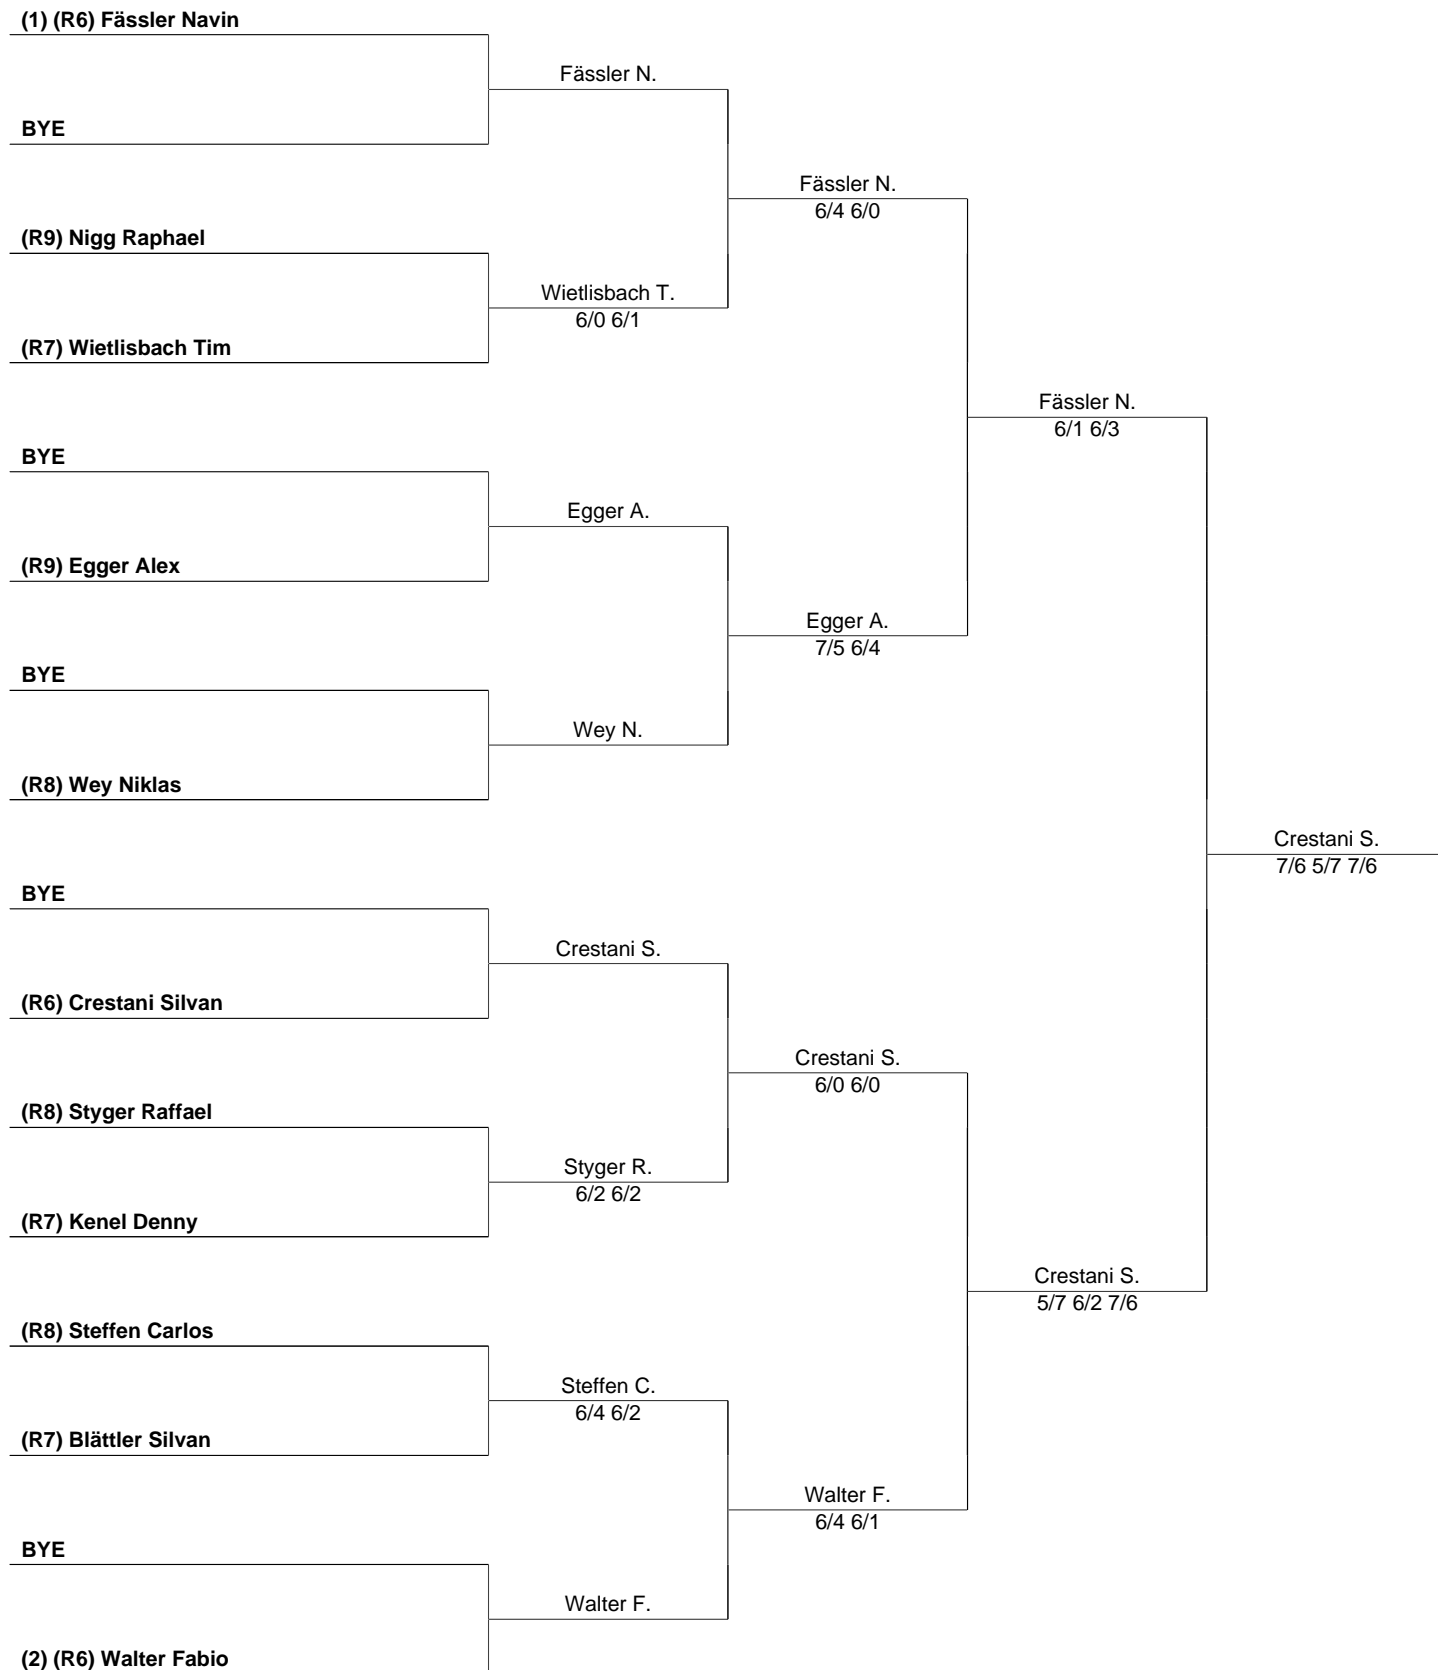 (1) (R6) Fässler Navin
Fässler N.
BYE
Fässler N.
6/4 6/0
(R9) Nigg Raphael
Wietlisbach T.
6/0 6/1
(R7) Wietlisbach Tim
Fässler N.
6/1 6/3
BYE
Egger A.
(R9) Egger Alex
Egger A.
7/5 6/4
BYE
Wey N.
(R8) Wey Niklas
Crestani S.
7/6 5/7 7/6
BYE
Crestani S.
(R6) Crestani Silvan
Crestani S.
6/0 6/0
(R8) Styger Raffael
Styger R.
6/2 6/2
(R7) Kenel Denny
Crestani S.
5/7 6/2 7/6
(R8) Steffen Carlos
Steffen C.
6/4 6/2
(R7) Blättler Silvan
Walter F.
6/4 6/1
BYE
Walter F.
(2) (R6) Walter Fabio